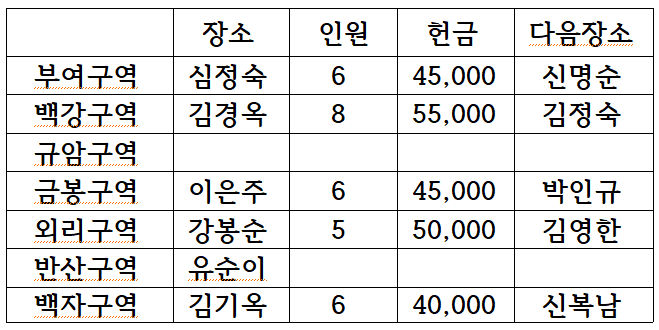 장소 인원 헌금 다음장소
부여구역 심정숙 6 45,000 신명순
백강구역 김경옥 8 55,000 김정숙
규암구역
금봉구역 이은주 6 45,000 박인규
외리구역 강봉순 5 50,000 김영한
반산구역 유순이
백자구역 김기옥 6 40,000 신복남